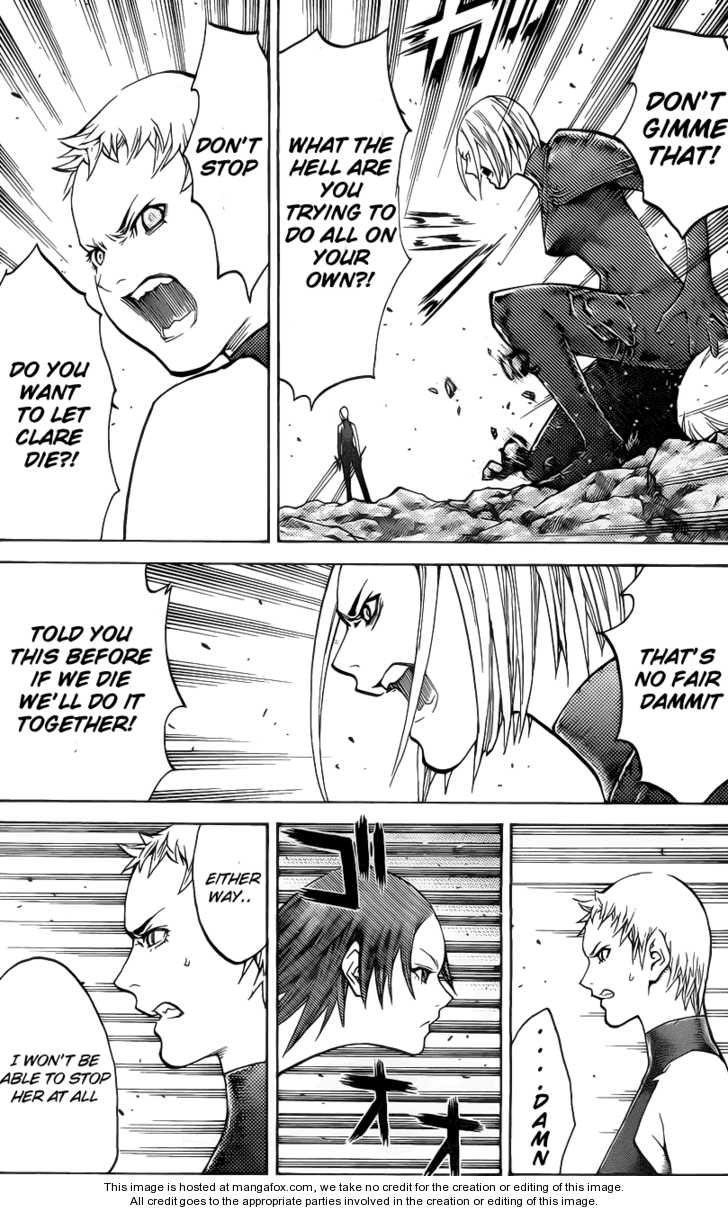 DON'T
GIMME
THAT!
WHAT THE
HELL ARE
YOU
TRYING TO
DO ALL ON
YOUR
OWN?!
DON'T
STOP
DO YOU
WANT
TO LET
CLARE
DIE?!
THAT'S
NO FAIR
DAMMIT
TOLD YOU
THIS BEFORE
IF WE DIE
WE'LL DO IT
TOGETHER!
....DAMN
ゴ
オ
オ
EITHER
WAY..
I WON'T BE
ABLE TO STOP
HER AT ALL
This image is hosted at mangafox.com, we take no credit for the creation or editing of this image.
All credit goes to the appropriate parties involved in the creation or editing of this image.